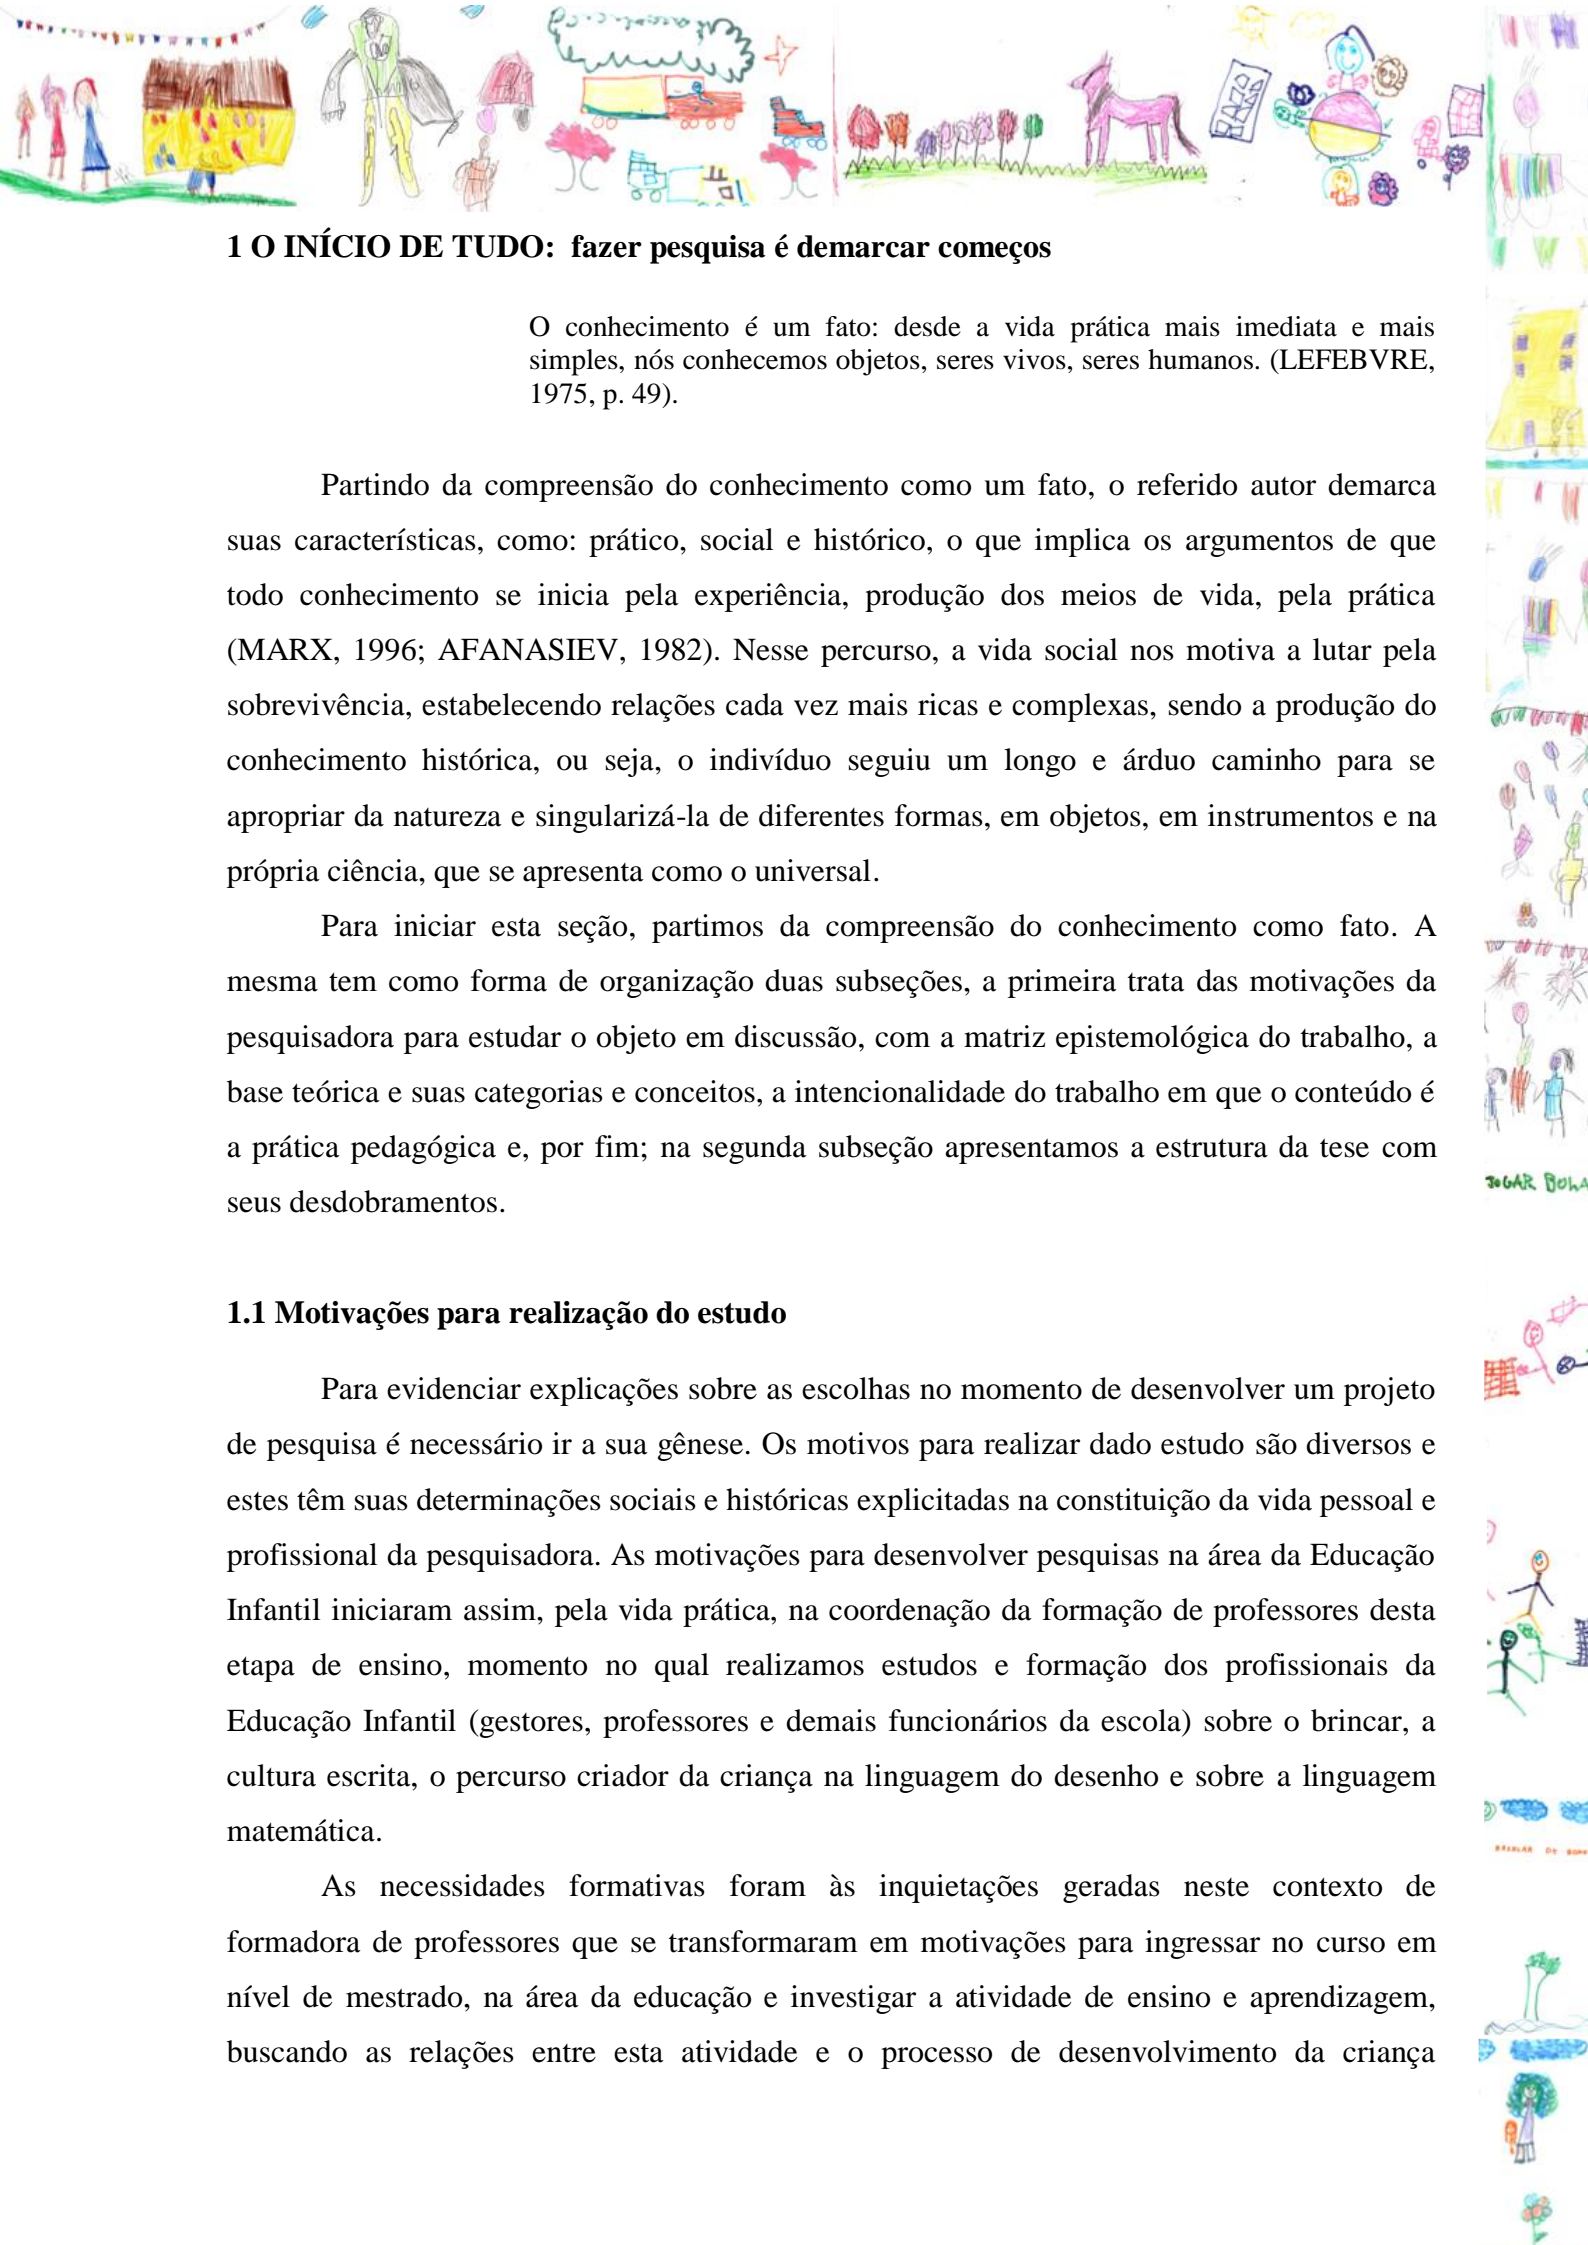 1 O INÍCIO DE TUDO: fazer pesquisa é demarcar começos
O conhecimento é um fato: desde a vida prática mais imediata e mais
simples, nós conhecemos objetos, seres vivos, seres humanos. (LEFEBVRE,
1975, p. 49).
Partindo da compreensão do conhecimento como um fato, o referido autor demarca
suas características, como: prático, social e histórico, o que implica os argumentos de que
todo conhecimento se inicia pela experiência, produção dos meios de vida, pela prática
(MARX, 1996; AFANASIEV, 1982). Nesse percurso, a vida social nos motiva a lutar pela
sobrevivência, estabelecendo relações cada vez mais ricas e complexas, sendo a produção do
conhecimento histórica, ou seja, o indivíduo seguiu um longo e árduo caminho para se
apropriar da natureza e singularizá-la de diferentes formas, em objetos, em instrumentos e na
própria ciência, que se apresenta como o universal.
Para iniciar esta seção, partimos da compreensão do conhecimento como fato. A
mesma tem como forma de organização duas subseções, a primeira trata das motivações da
pesquisadora para estudar o objeto em discussão, com a matriz epistemológica do trabalho, a
base teórica e suas categorias e conceitos, a intencionalidade do trabalho em que o conteúdo é
a prática pedagógica e, por fim; na segunda subseção apresentamos a estrutura da tese com
seus desdobramentos.
JOGAR BOLA
1.1 Motivações para realização do estudo
Para evidenciar explicações sobre as escolhas no momento de desenvolver um projeto
de pesquisa é necessário ir a sua gênese. Os motivos para realizar dado estudo são diversos e
estes têm suas determinações sociais e históricas explicitadas na constituição da vida pessoal e
profissional da pesquisadora. As motivações para desenvolver pesquisas na área da Educação
Infantil iniciaram assim, pela vida prática, na coordenação da formação de professores desta
etapa de ensino, momento no qual realizamos estudos e formação dos profissionais da
Educação Infantil (gestores, professores e demais funcionários da escola) sobre o brincar, a
cultura escrita, o percurso criador da criança na linguagem do desenho e sobre a linguagem
matemática.
As necessidades formativas foram às inquietações geradas neste contexto de
formadora de professores que se transformaram em motivações para ingressar no curso em
nível de mestrado, na área da educação e investigar a atividade de ensino e aprendizagem,
buscando as relações entre esta atividade e o processo de desenvolvimento da criança